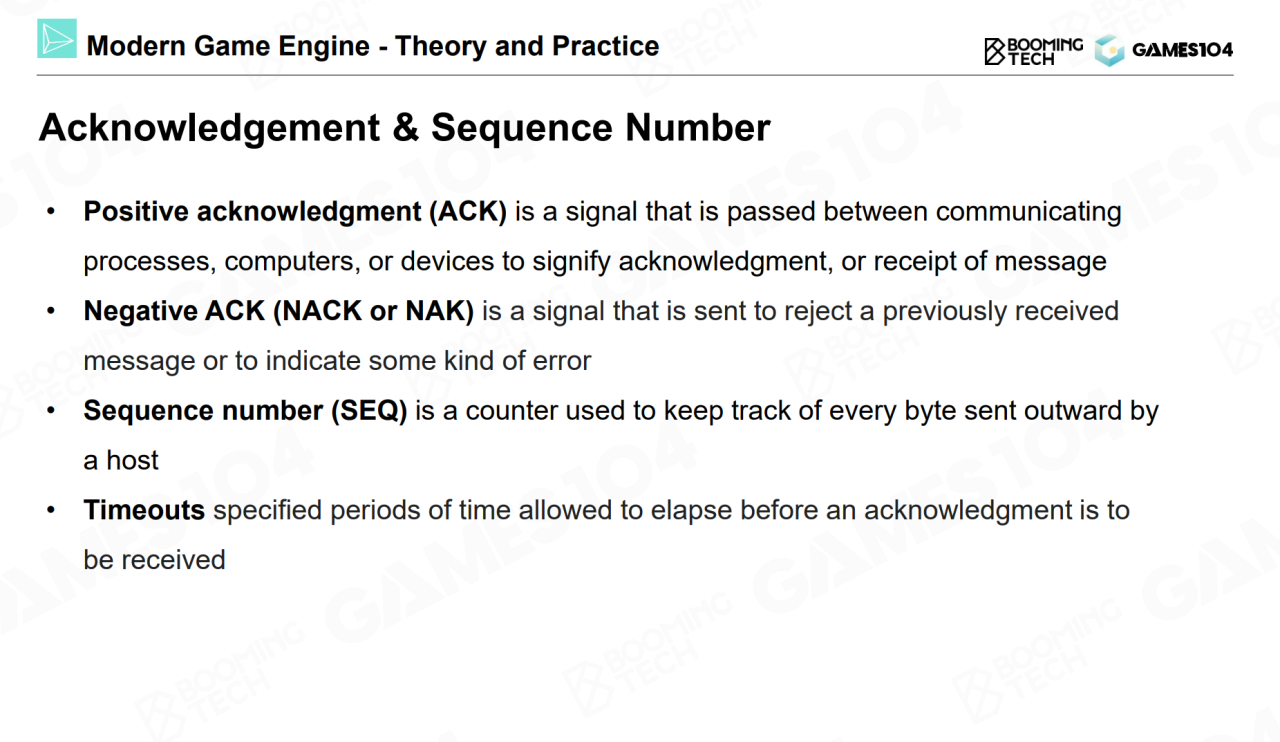 Modern Game Engine - Theory and Practice
BOOMING
TECH
GAMES104
Acknowledgement & Sequence Number
• Positive acknowledgment (ACK) is a signal that is passed between communicating
processes, computers, or devices to signify acknowledgment, or receipt of message
• Negative ACK (NACK or NAK) is a signal that is sent to reject a previously received
message or to indicate some kind of error
• Sequence number (SEQ) is a counter used to keep track of every byte sent outward by
a host
• Timeouts specified periods of time allowed to elapse before an acknowledgment is to
be received